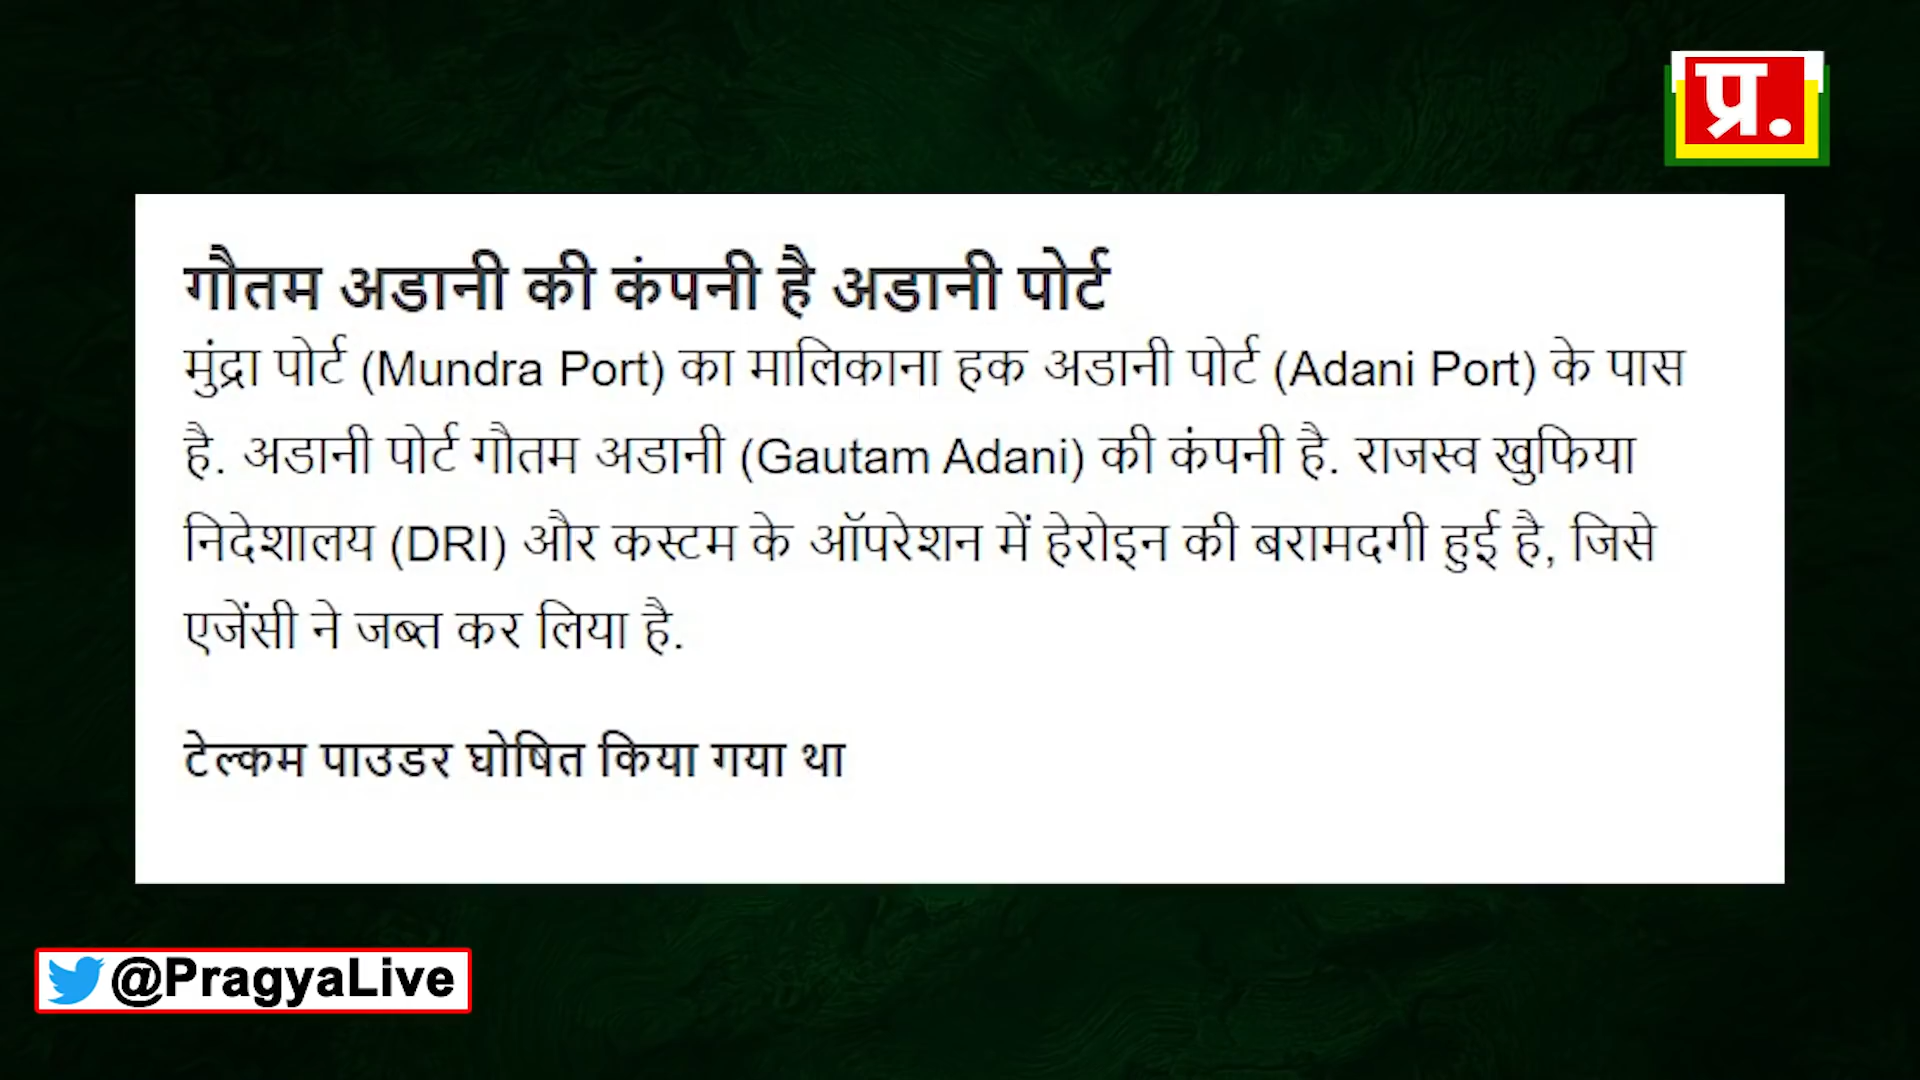 प्र.
गौतम अडानी की कंपनी है अडानी पोर्ट
मुंद्रा पोर्ट (Mundra Port) का मालिकाना हक अडानी पोर्ट (Adani Port) के पास
है. अडानी पोर्ट गौतम अडानी (Gautam Adani) की कंपनी है. राजस्व खुफिया
निदेशालय (DRI) और कस्टम के ऑपरेशन में हेरोइन की बरामदगी हुई है, जिसे
एजेंसी ने जब्त कर लिया है.
टेल्कम पाउडर घोषित किया गया था
@PragyaLive